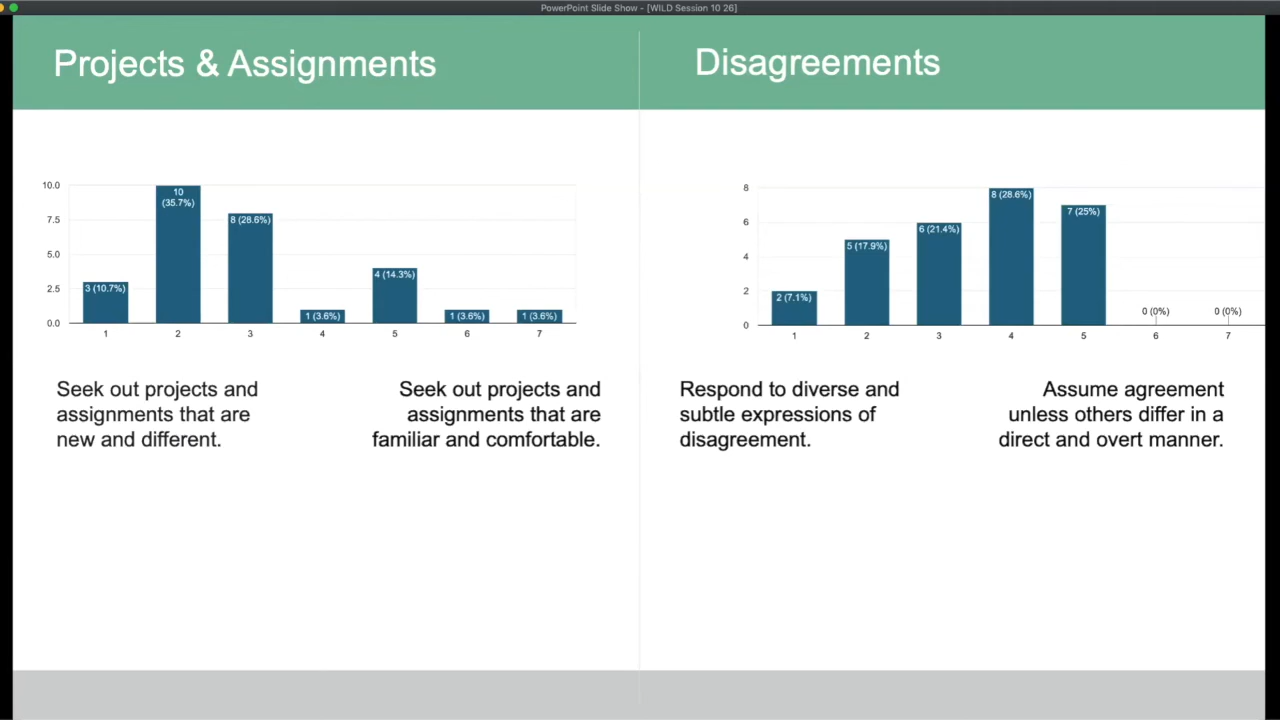 PowerPoint Slide Show - [WILD Session 10 26]
Projects & Assignments
10.0
7.5
5.0
2.5
0.0
3 (10.7%)
10
(35.7%)
8 (28.6%)
1 (3.6%)
4 (14.3%)
1 (3.6%)
1 (3.6%)
1 2 3 4 5 6 7
Seek out projects and
assignments that are
new and different.
Seek out projects and
assignments that are
familiar and comfortable.
Disagreements
8
6
4
2
0
2 (7.1%)
5 (17.9%)
6 (21.4%)
8 (28.6%)
7 (25%)
0 (0%)
0 (0%)
1 2 3 4 5 6 7
Respond to diverse and
subtle expressions of
disagreement.
Assume agreement
unless others differ in a
direct and overt manner.